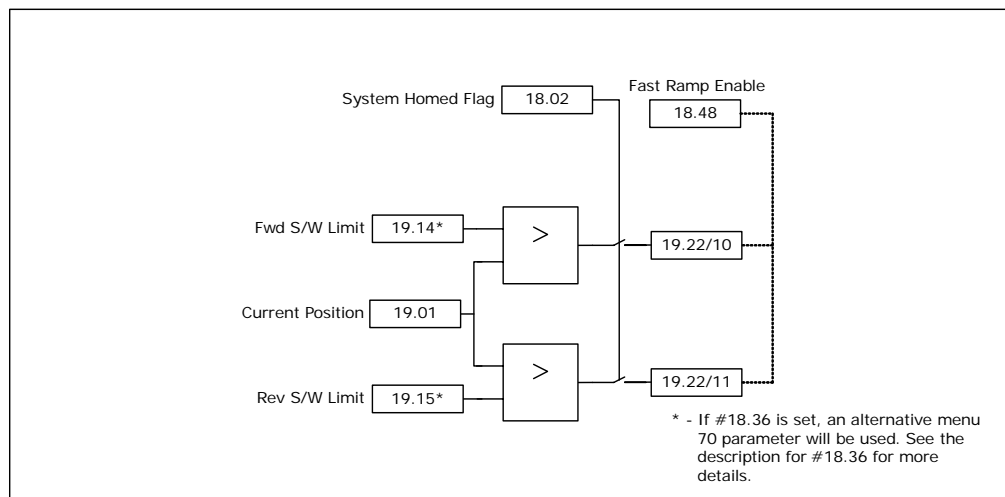 Fast Ramp Enable
System Homed Flag 18.02
18.48
Fwd S/W Limit 19.14*
>
19.22/10
Current Position 19.01
>
19.22/11
Rev S/W Limit 19.15*
* - If #18.36 is set, an alternative menu
70 parameter will be used. See the
description for #18.36 for more
details.